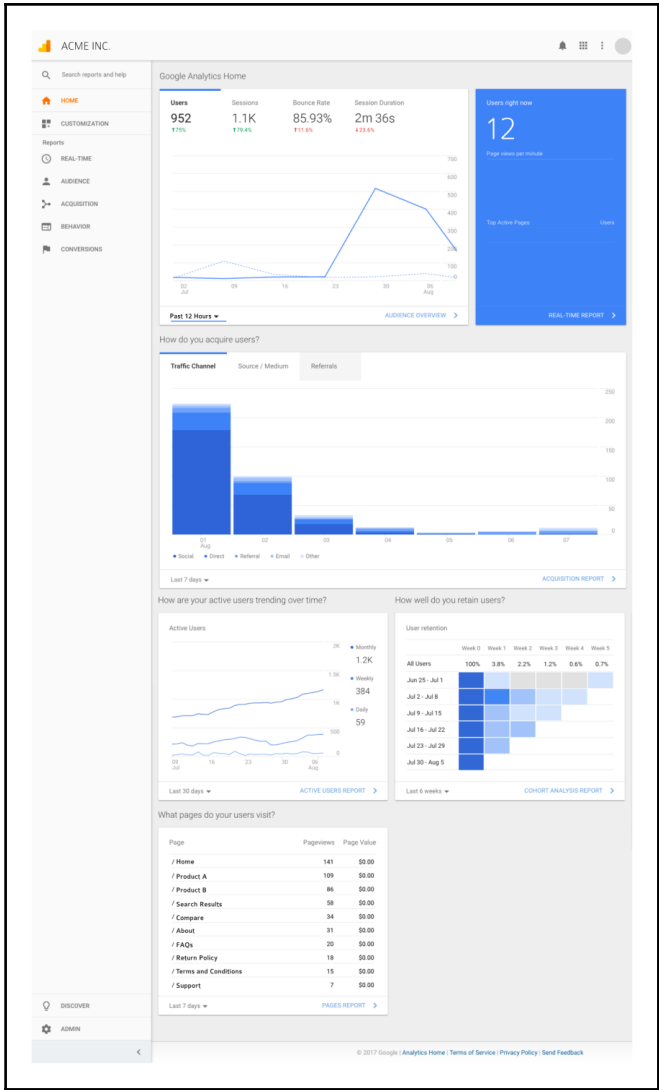 ACME INC.
Search reports and help
HOME
CUSTOMIZATION
Reports
REAL-TIME
AUDIENCE
ACQUISITION
BEHAVIOR
CONVERSIONS
DISCOVER
ADMIN
Google Analytics Home
Users Sessions Bounce Rate Session Duration
952 1.1K 85.93% 2m 36s
75% 79.4% 11.6% 23.6%
700
600
500
400
300
200
100
0
02 Jul 09 16 23 30 06 Aug
Past 12 Hours
AUDIENCE OVERVIEW
Users right now
12
Page views per minute
Top Active Pages Users
REAL-TIME REPORT
How do you acquire users?
Traffic Channel Source / Medium Referrals
250
200
150
100
50
0
01 Aug 02 03 04 05 06 07
Social Direct Referral Email Other
Last 7 days
ACQUISITION REPORT
How are your active users trending over time?
Active Users
2K
1.5K
1K
500
0
09 Jul 16 23 30 06 Aug
Monthly
1.2K
Weekly
384
Daily
59
Last 30 days
ACTIVE USERS REPORT
How well do you retain users?
User retention
Week 0 Week 1 Week 2 Week 3 Week 4 Week 5
All Users 100% 3.8% 2.2% 1.2% 0.6% 0.7%
Jun 25 - Jul 1
Jul 2 - Jul 8
Jul 9 - Jul 15
Jul 16 - Jul 22
Jul 23 - Jul 29
Jul 30 - Aug 5
Last 6 weeks
COHORT ANALYSIS REPORT
What pages do your users visit?
Page Pageviews Page Value
/ Home 141 $0.00
/ Product A 109 $0.00
/ Product B 86 $0.00
/ Search Results 58 $0.00
/ Compare 34 $0.00
/ About 31 $0.00
/ FAQs 20 $0.00
/ Return Policy 18 $0.00
/ Terms and Conditions 15 $0.00
/ Support 7 $0.00
Last 7 days
PAGES REPORT
© 2017 Google | Analytics Home | Terms of Service | Privacy Policy | Send Feedback